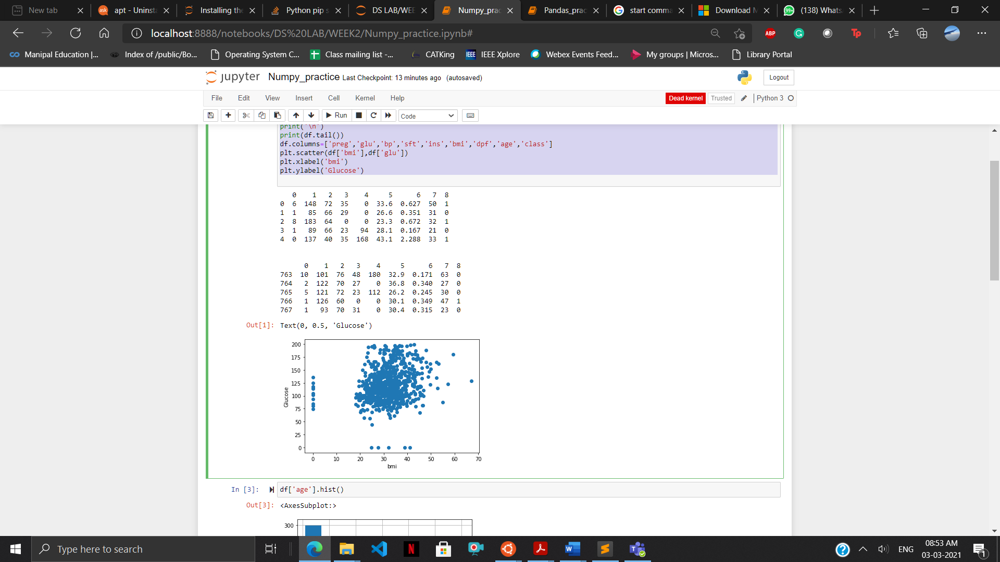 New tab
apt - Uninsta
Installing the
Python pip s
DS LAB/WEE
Numpy_prac
Pandas_prac
start comma
Download M
(138) Whats
localhost:8888/notebooks/DS%20LAB/WEEK2/Numpy_practice.ipynb#
Manipal Education |...
Index of /public/Bo...
Operating System C...
Class mailing list -...
CATKing
IEEE Xplore
Webex Events Feed...
My groups | Micros...
Library Portal
jupyter Numpy_practice Last Checkpoint: 13 minutes ago (autosaved)
Logout
File Edit View Insert Cell Kernel Help
Dead kernel Trusted Python 3
Run Code
print('\n')
print(df.tail())
df.columns=['preg','glu','bp','sft','ins','bmi','dpf','age','class']
plt.scatter(df['bmi'],df['glu'])
plt.xlabel('bmi')
plt.ylabel('Glucose')
0 1 2 3 4 5 6 7 8
0 6 148 72 35 0 33.6 0.627 50 1
1 1 85 66 29 0 26.6 0.351 31 0
2 8 183 64 0 0 23.3 0.672 32 1
3 1 89 66 23 94 28.1 0.167 21 0
4 0 137 40 35 168 43.1 2.288 33 1
0 1 2 3 4 5 6 7 8
763 10 101 76 48 180 32.9 0.171 63 0
764 2 122 70 27 0 36.8 0.340 27 0
765 5 121 72 23 112 26.2 0.245 30 0
766 1 126 60 0 0 30.1 0.349 47 1
767 1 93 70 31 0 30.4 0.315 23 0
Out[1]: Text(0, 0.5, 'Glucose')
200
175
150
125
100
75
50
25
0
Glucose
0 10 20 30 40 50 60 70
bmi
In [3]: df['age'].hist()
Out[3]: <AxesSubplot:>
300
Type here to search
ENG
08:53 AM
03-03-2021
1